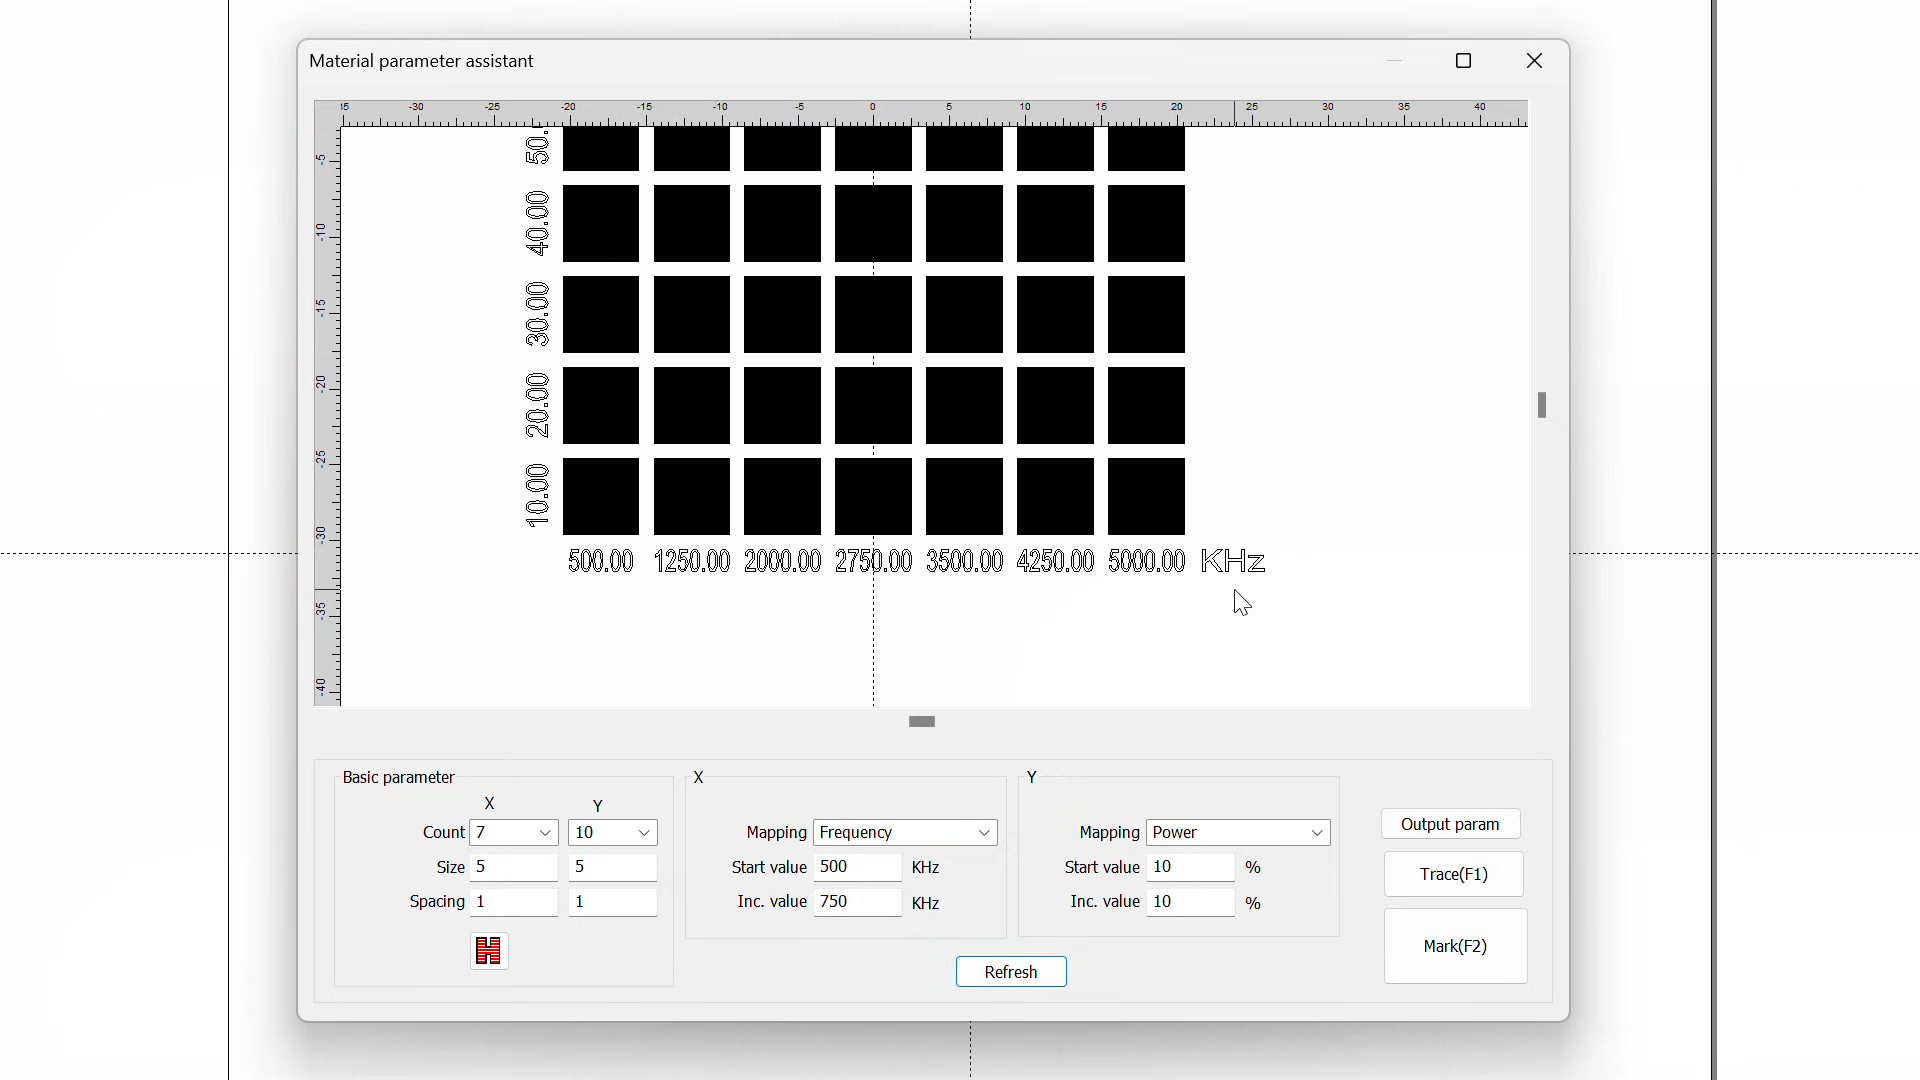 Material parameter assistant
-30 -25 -20 -15 -10 -5 0 5 10 15 20 25 30 35 40
-5
-10
-15
-20
-25
-30
-35
-40
40.00
30.00
20.00
10.00
500.00 1250.00 2000.00 2750.00 3500.00 4250.00 5000.00 KHz
Basic parameter
X Y
Count 7 10
Size 5 5
Spacing 1 1
H
X
Mapping Frequency
Start value 500 KHz
Inc. value 750 KHz
Y
Mapping Power
Start value 10 %
Inc. value 10 %
Refresh
Output param
Trace(F1)
Mark(F2)